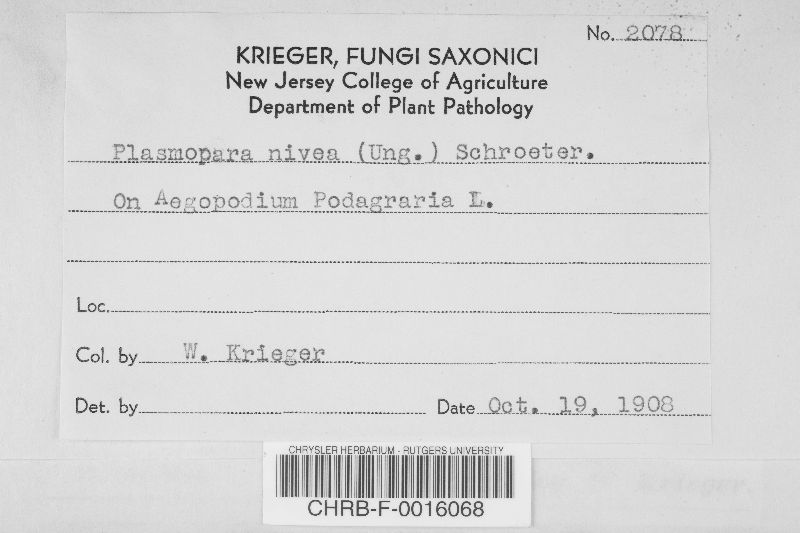 No. 2078
KRIEGER, FUNGI SAXONICI
New Jersey College of Agriculture
Department of Plant Pathology
Plasmopara nivea (Ung.) Schroeter.
On Aegopodium Podagraria L.
Loc.
Col. by W. Krieger
Det. by Date Oct. 19, 1908
CHRYSLER HERBARIUM - RUTGERS UNIVERSITY
CHRB-F-0016068